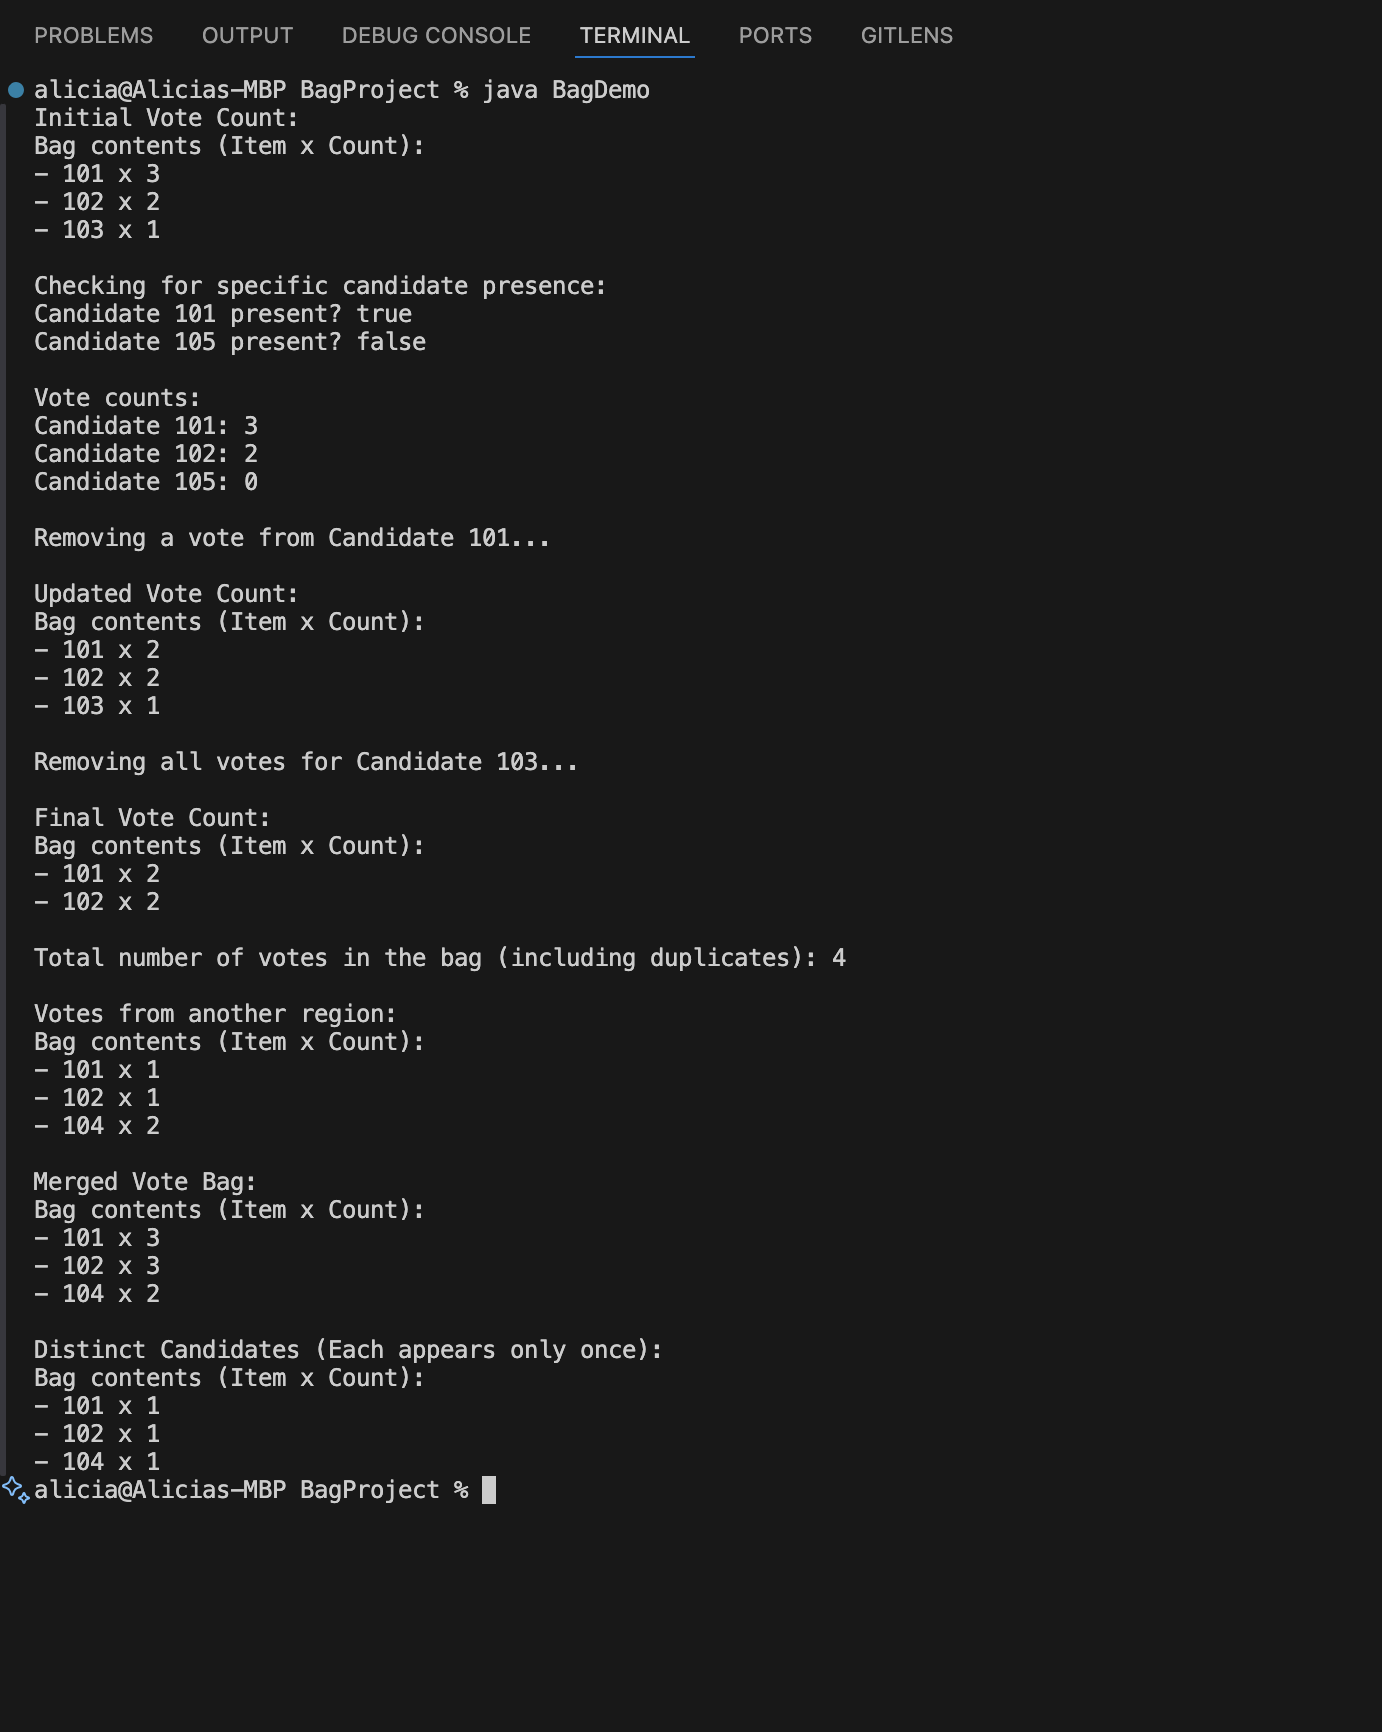 PROBLEMS OUTPUT DEBUG CONSOLE TERMINAL PORTS GITLENS
alicia@Alicias-MBP BagProject % java BagDemo
Initial Vote Count:
Bag contents (Item x Count):
- 101 x 3
- 102 x 2
- 103 x 1

Checking for specific candidate presence:
Candidate 101 present? true
Candidate 105 present? false

Vote counts:
Candidate 101: 3
Candidate 102: 2
Candidate 105: 0

Removing a vote from Candidate 101...

Updated Vote Count:
Bag contents (Item x Count):
- 101 x 2
- 102 x 2
- 103 x 1

Removing all votes for Candidate 103...

Final Vote Count:
Bag contents (Item x Count):
- 101 x 2
- 102 x 2

Total number of votes in the bag (including duplicates): 4

Votes from another region:
Bag contents (Item x Count):
- 101 x 1
- 102 x 1
- 104 x 2

Merged Vote Bag:
Bag contents (Item x Count):
- 101 x 3
- 102 x 3
- 104 x 2

Distinct Candidates (Each appears only once):
Bag contents (Item x Count):
- 101 x 1
- 102 x 1
- 104 x 1
alicia@Alicias-MBP BagProject %